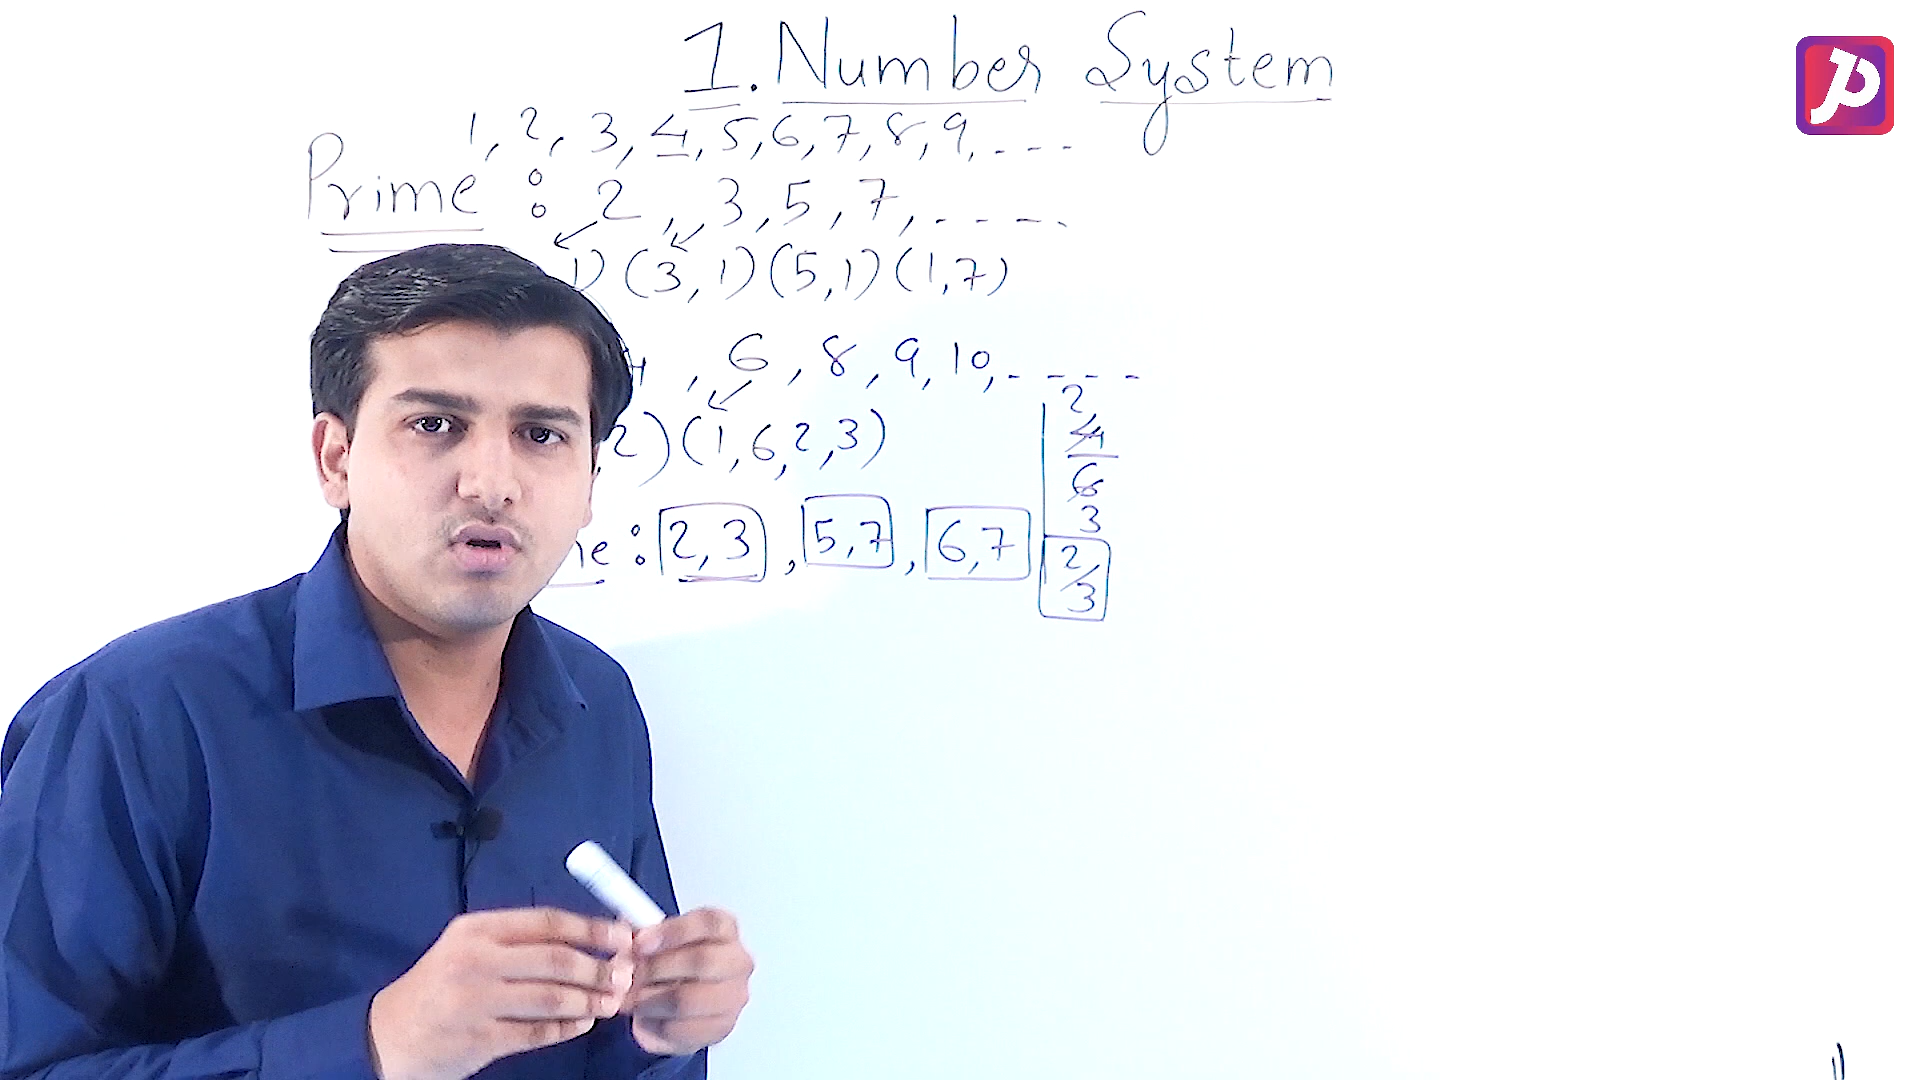 1. Number System
1, 2, 3, 4, 5, 6, 7, 8, 9, - - -
Prime : 2, 3, 5, 7, - - - -
1) (3, 1) (5, 1) (1, 7)
4, 6, 8, 9, 10, - - - -
,2) (1, 6, 2, 3)
2
4
6
3
: 2, 3 , 5, 7 , 6, 7
2/3